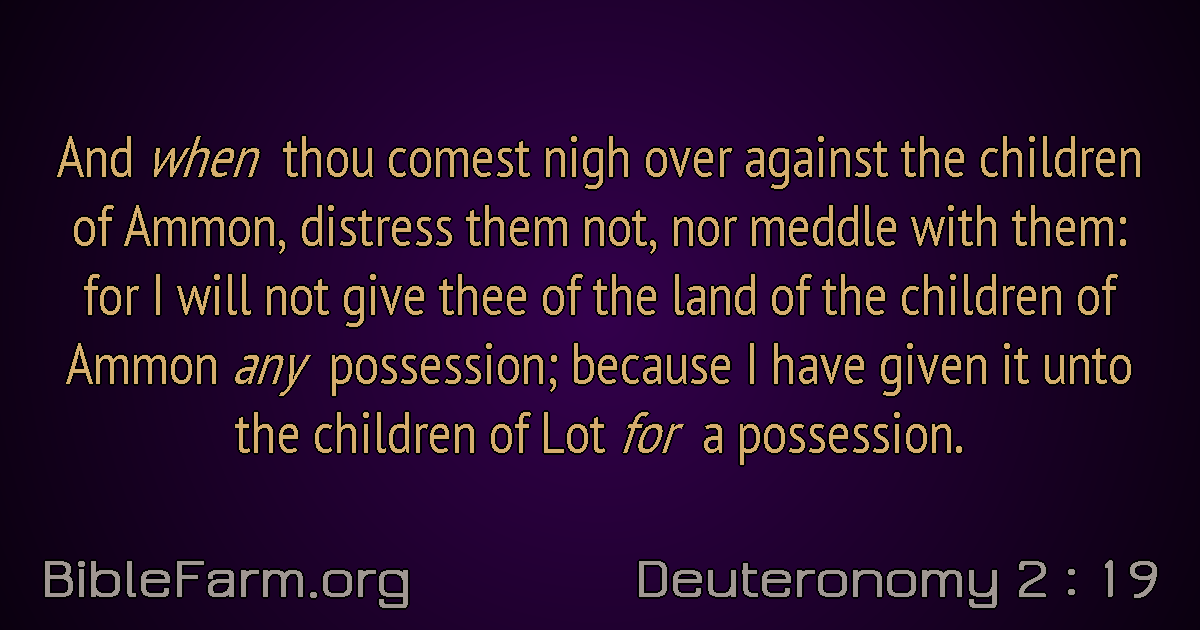 And when thou comest nigh over against the children
of Ammon, distress them not, nor meddle with them:
for I will not give thee of the land of the children of
Ammon any possession; because I have given it unto
the children of Lot for a possession.
BibleFarm.org
Deuteronomy 2 : 19